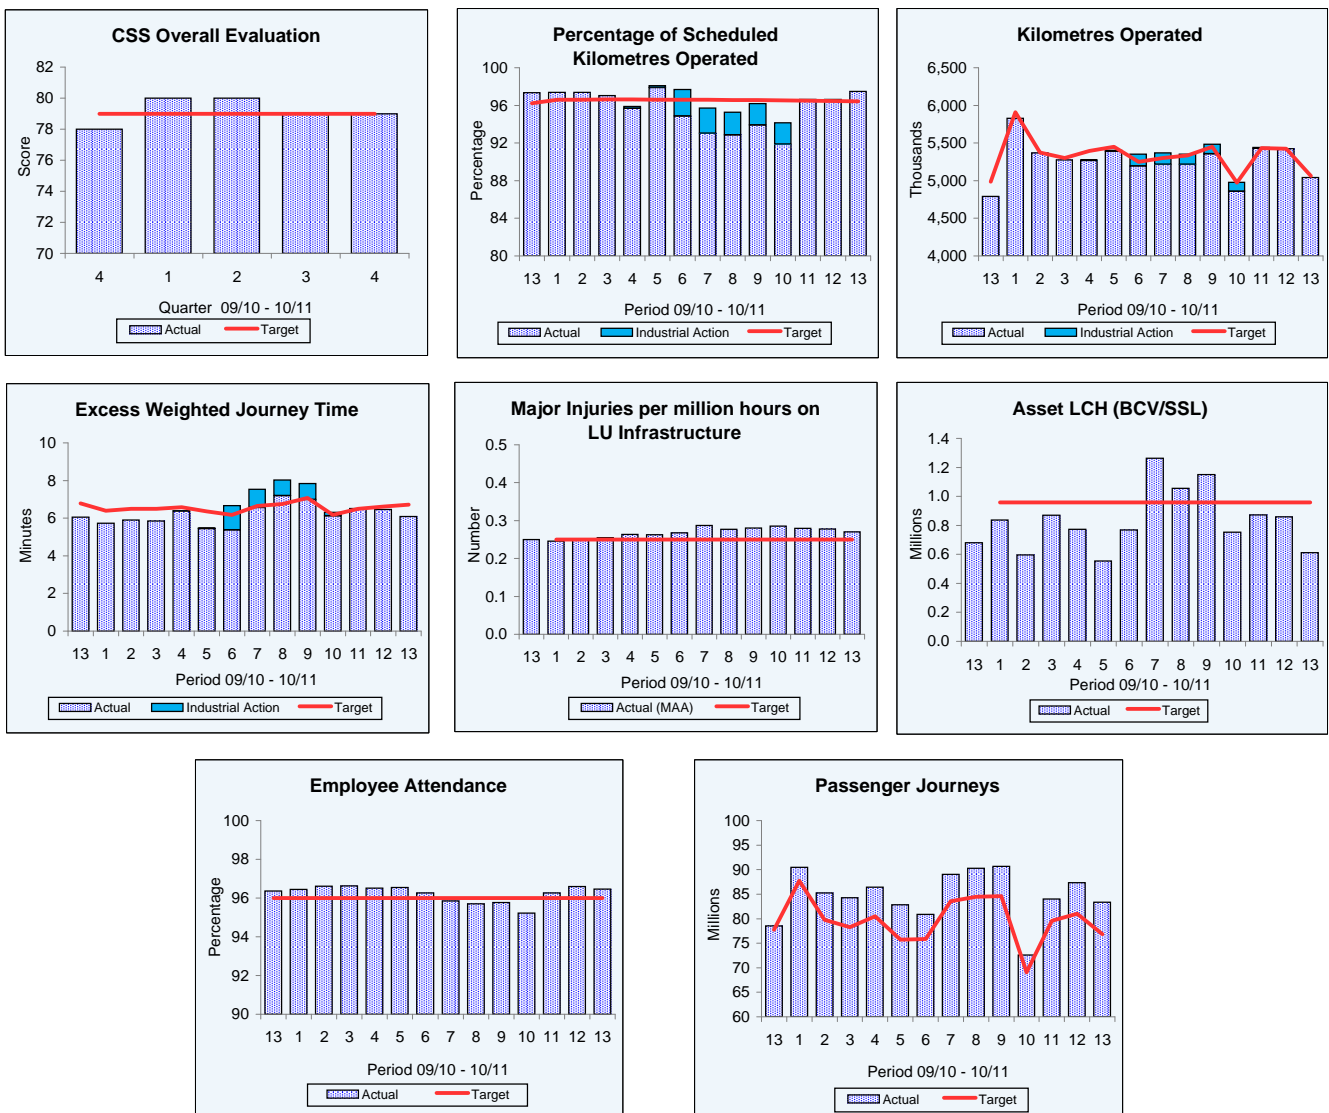 CSS Overall Evaluation
82
80
78
76
74
72
70
Score
4 1 2 3 4
Quarter 09/10 - 10/11
Actual Target
Percentage of Scheduled
Kilometres Operated
100
96
92
88
84
80
Percentage
13 1 2 3 4 5 6 7 8 9 10 11 12 13
Period 09/10 - 10/11
Actual Industrial Action Target
Kilometres Operated
6,500
6,000
5,500
5,000
4,500
4,000
Thousands
13 1 2 3 4 5 6 7 8 9 10 11 12 13
Period 09/10 - 10/11
Actual Industrial Action Target
Excess Weighted Journey Time
10
8
6
4
2
0
Minutes
13 1 2 3 4 5 6 7 8 9 10 11 12 13
Period 09/10 - 10/11
Actual Industrial Action Target
Major Injuries per million hours on
LU Infrastructure
0.5
0.4
0.3
0.2
0.1
0.0
Number
13 1 2 3 4 5 6 7 8 9 10 11 12 13
Period 09/10 - 10/11
Actual (MAA) Target
Asset LCH (BCV/SSL)
1.4
1.2
1.0
0.8
0.6
0.4
0.2
0.0
Millions
13 1 2 3 4 5 6 7 8 9 10 11 12 13
Period 09/10 - 10/11
Actual Target
Employee Attendance
100
98
96
94
92
90
Percentage
13 1 2 3 4 5 6 7 8 9 10 11 12 13
Period 09/10 - 10/11
Actual Target
Passenger Journeys
100
95
90
85
80
75
70
65
60
Millions
13 1 2 3 4 5 6 7 8 9 10 11 12 13
Period 09/10 - 10/11
Actual Target